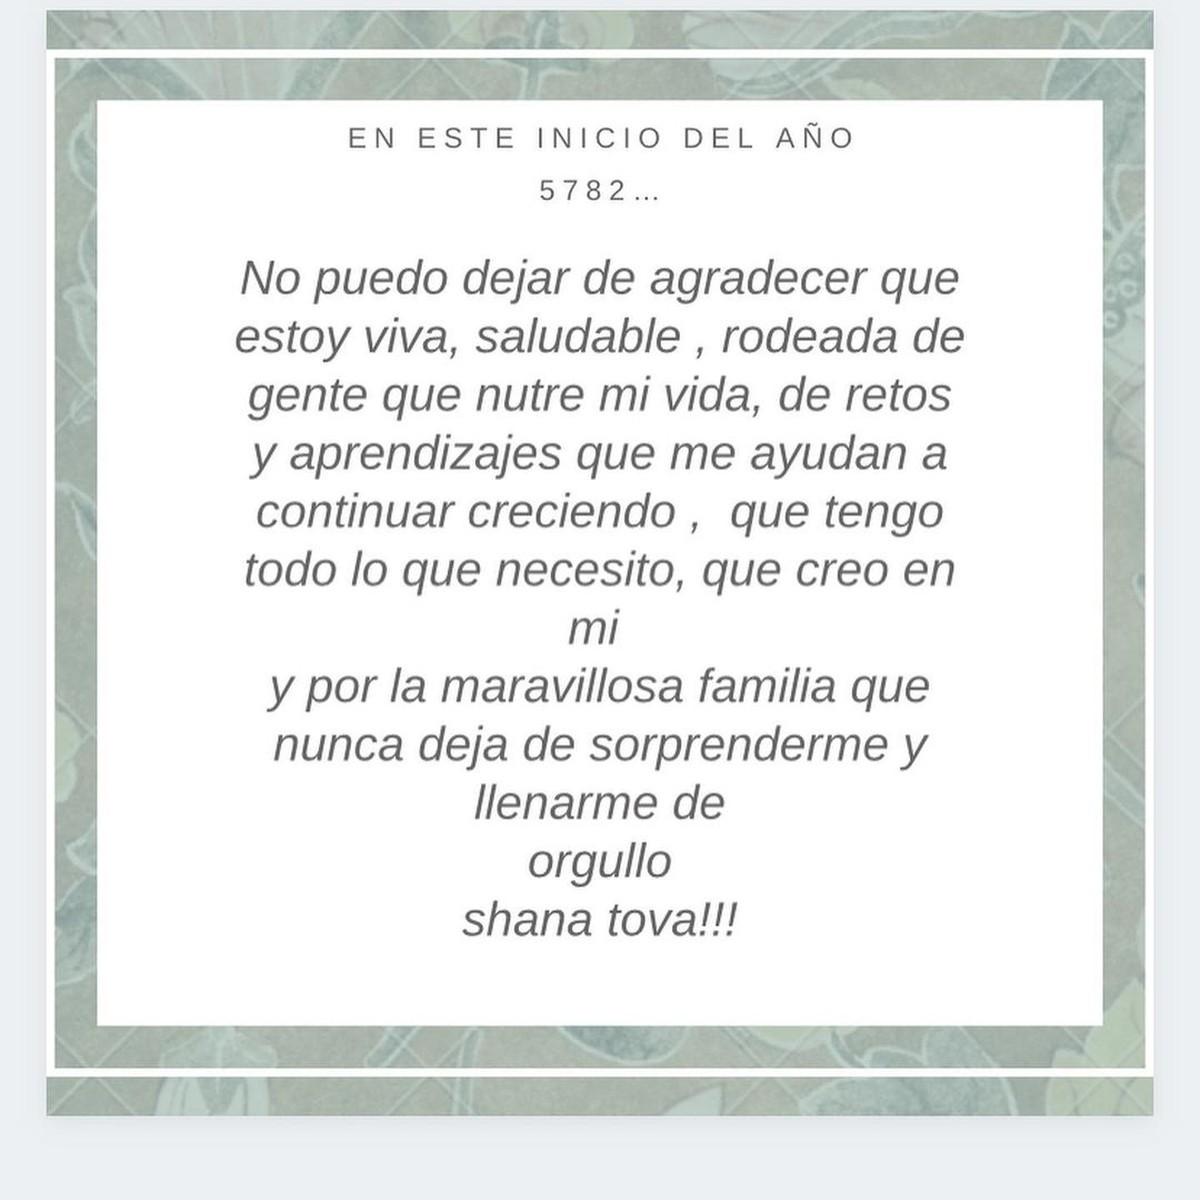 EN ESTE INICIO DEL AÑO
5782...
No puedo dejar de agradecer que
estoy viva, saludable , rodeada de
gente que nutre mi vida, de retos
y aprendizajes que me ayudan a
continuar creciendo ,  que tengo
todo lo que necesito, que creo en
mi
y por la maravillosa familia que
nunca deja de sorprenderme y
llenarme de
orgullo
shana tova!!!